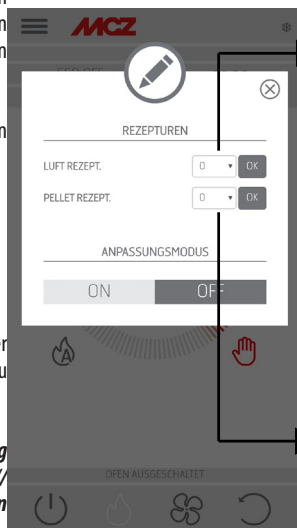 MCZ
REZEPTUREN
LUFT REZEPT. 0 OK
PELLET REZEPT. 0 OK
ANPASSUNGSMODUS
ON OFF
A
OFEN AUSGESCHALTET